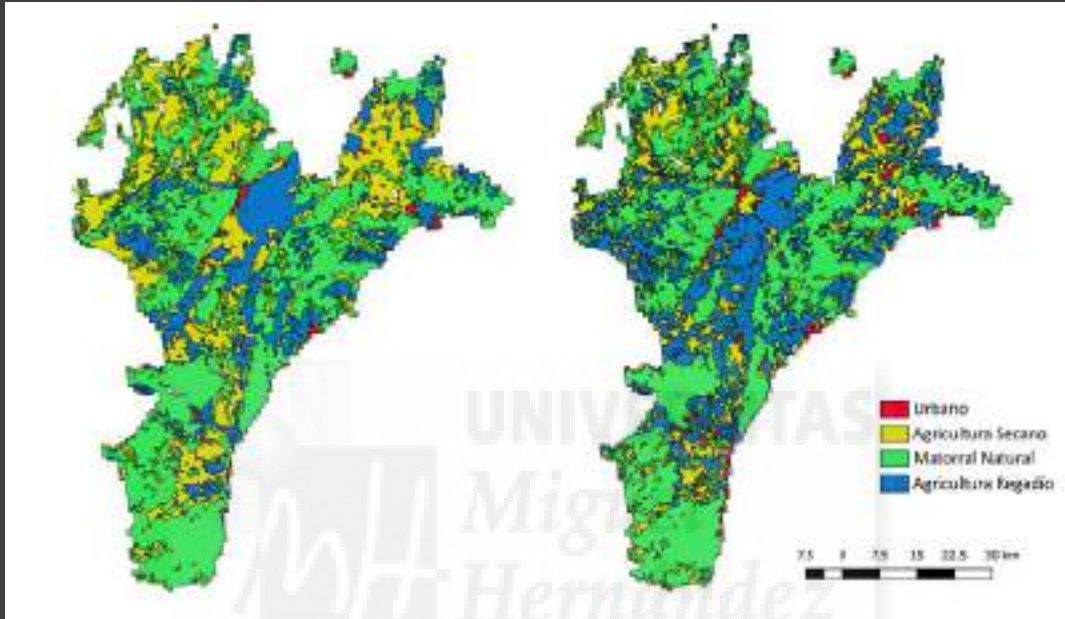 UNIVERSITAS
Miguel
Hernández
Urbano
Agricultura Secano
Matorral Natural
Agricultura Regadío
7.5 0 7.5 15 22.5 30 km